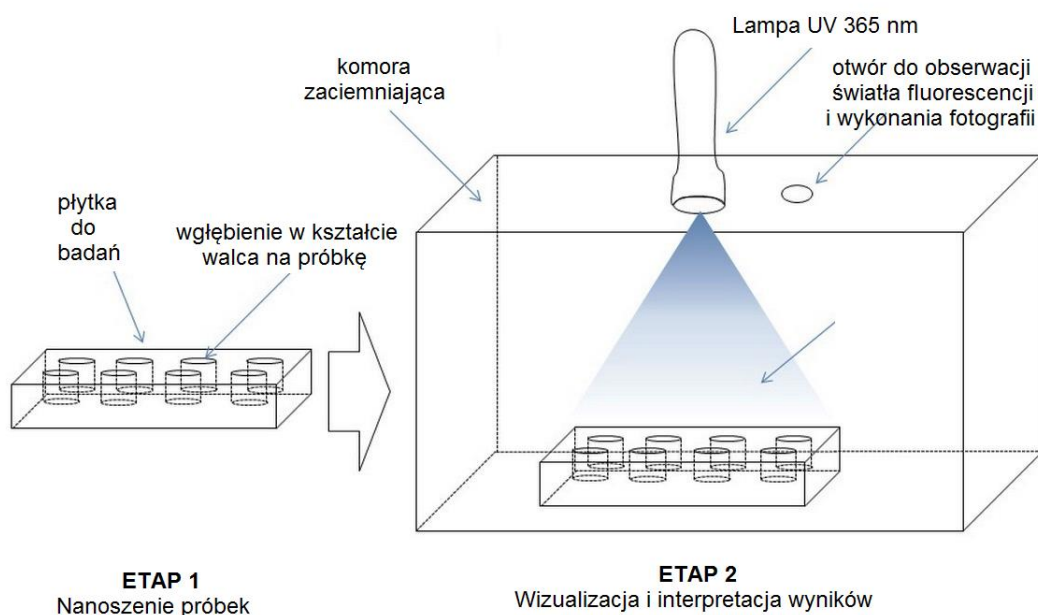 Lampa UV 365 nm
komora
zaciemniająca
otwór do obserwacji
światła fluorescencji
i wykonania fotografii
płytka
do
badań
wgłębienie w kształcie
walca na próbkę
ETAP 1
Nanoszenie próbek
ETAP 2
Wizualizacja i interpretacja wyników